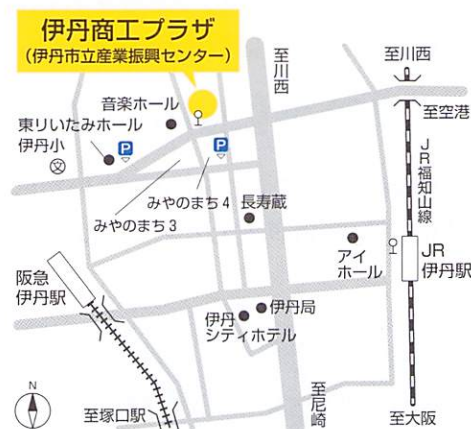 伊丹商工プラザ
(伊丹市立産業振興センター)
至川西
至川西
音楽ホール
至空港
東リいたみホール
伊丹小
文
P
P
JR福知山線
みやのまち4
みやのまち3
長寿蔵
アイ
ホール
JR
伊丹駅
阪急
伊丹駅
伊丹局
伊丹
シティホテル
N
至塚口駅
至尼崎
至大阪